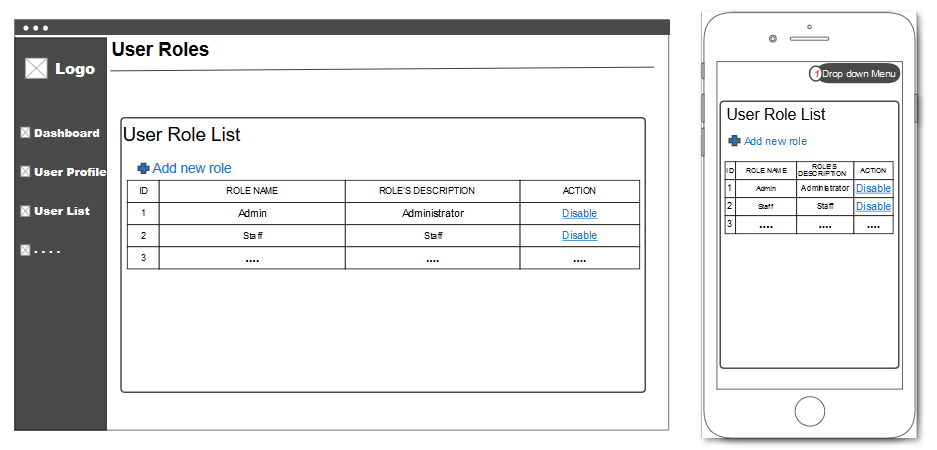 User Roles
Logo
Dashboard
User Profile
User List
. . . .
User Role List
Add new role
ID ROLE NAME ROLE'S DESCRIPTION ACTION
1 Admin Administrator Disable
2 Staff Staff Disable
3 .... .... ....
1 Drop down Menu
User Role List
Add new role
ID ROLE NAME ROLE'S DESCRIPTION ACTION
1 Admin Administrator Disable
2 Staff Staff Disable
3 .... .... ....